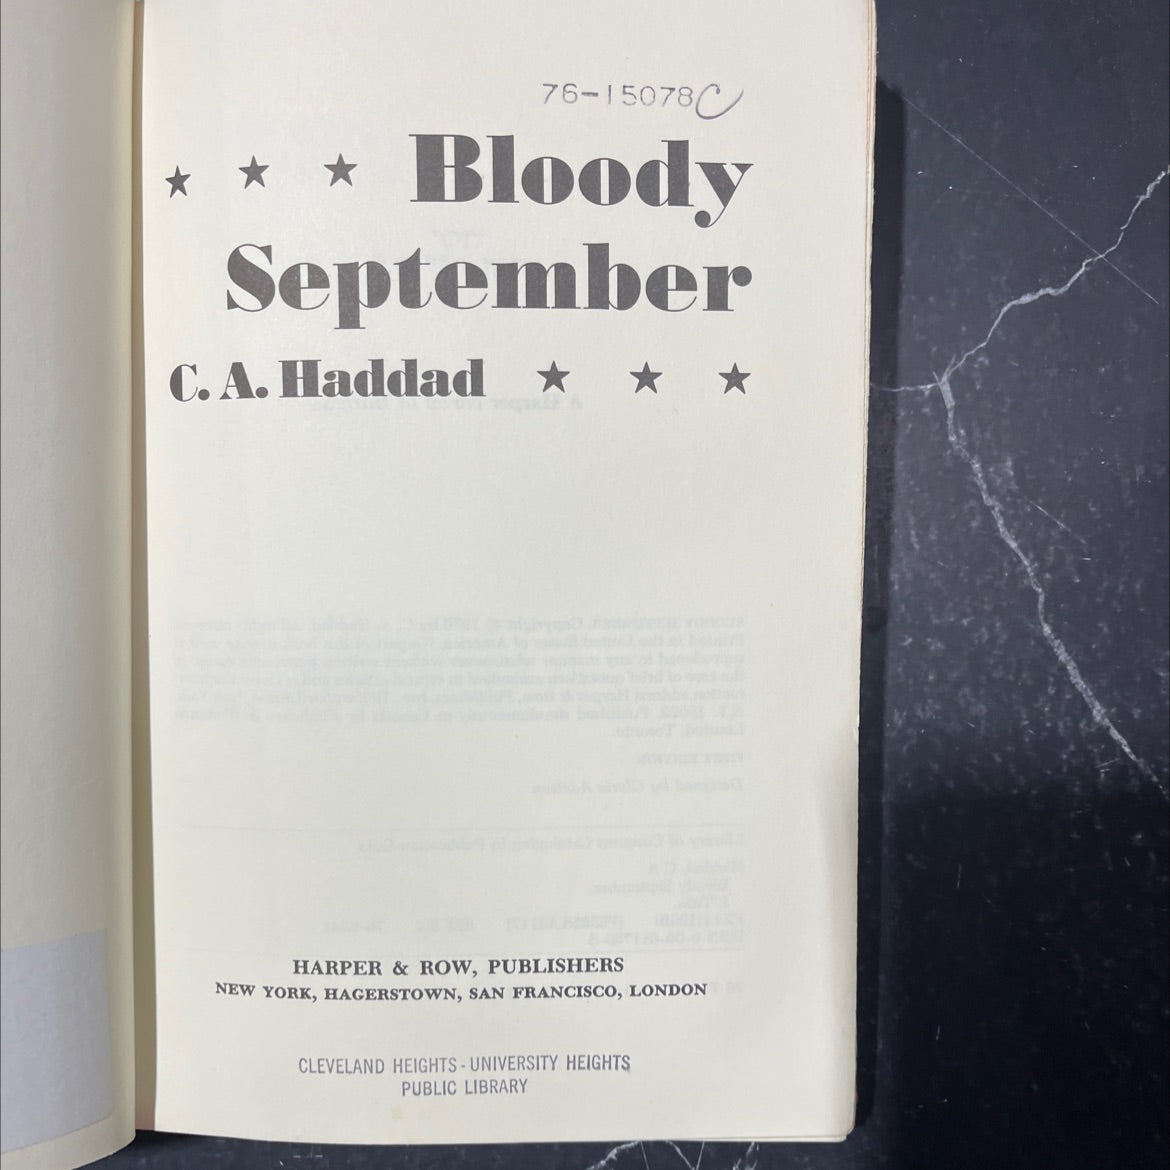 76-15078C
Bloody
September
C. A. Haddad
HARPER & ROW, PUBLISHERS
NEW YORK, HAGERSTOWN, SAN FRANCISCO, LONDON
CLEVELAND HEIGHTS - UNIVERSITY HEIGHTS
PUBLIC LIBRARY